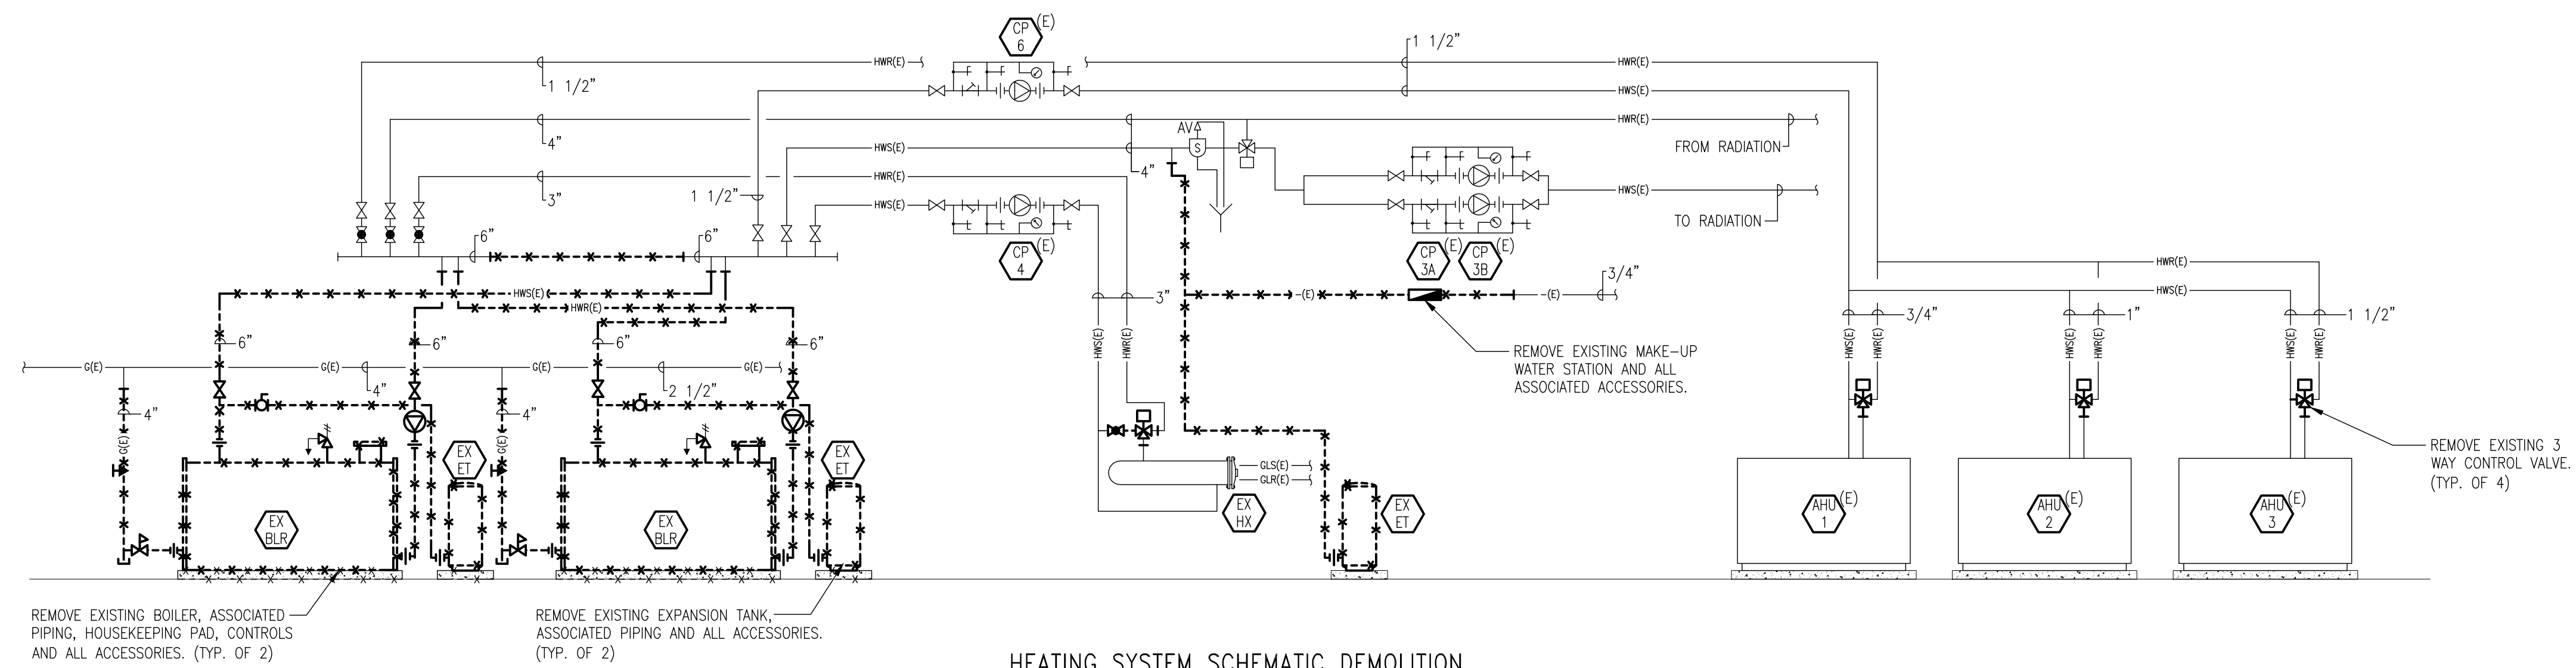 CP
6
(E)
1 1/2"
HWR(E)
1 1/2"
HWR(E)
HWS(E)
4"
AV
S
HWR(E)
FROM RADIATION
HWS(E)
4"
HWR(E)
3"
1 1/2"
HWS(E)
HWS(E)
TO RADIATION
6"
6"
CP
4
(E)
CP
3A
(E)
CP
3B
(E)
HWR(E)
HWS(E)
HWS(E)
HWR(E)
3"
-(E)
-(E)
3/4"
3/4"
1"
1 1/2"
6"
6"
6"
6"
HWS(E)
HWR(E)
HWS(E)
HWR(E)
HWS(E)
HWR(E)
HWS(E)
HWR(E)
REMOVE EXISTING MAKE-UP
WATER STATION AND ALL
ASSOCIATED ACCESSORIES.
G(E)
G(E)
G(E)
G(E)
4"
2 1/2"
4"
4"
G(E)
G(E)
EX
ET
EX
ET
GLS(E)
GLR(E)
REMOVE EXISTING 3
WAY CONTROL VALVE.
(TYP. OF 4)
EX
BLR
EX
BLR
EX
HX
EX
ET
AHU
1
(E)
AHU
2
(E)
AHU
3
(E)
REMOVE EXISTING BOILER, ASSOCIATED
PIPING, HOUSEKEEPING PAD, CONTROLS
AND ALL ACCESSORIES. (TYP. OF 2)
REMOVE EXISTING EXPANSION TANK,
ASSOCIATED PIPING AND ALL ACCESSORIES.
(TYP. OF 2)
HEATING SYSTEM SCHEMATIC DEMOLITION